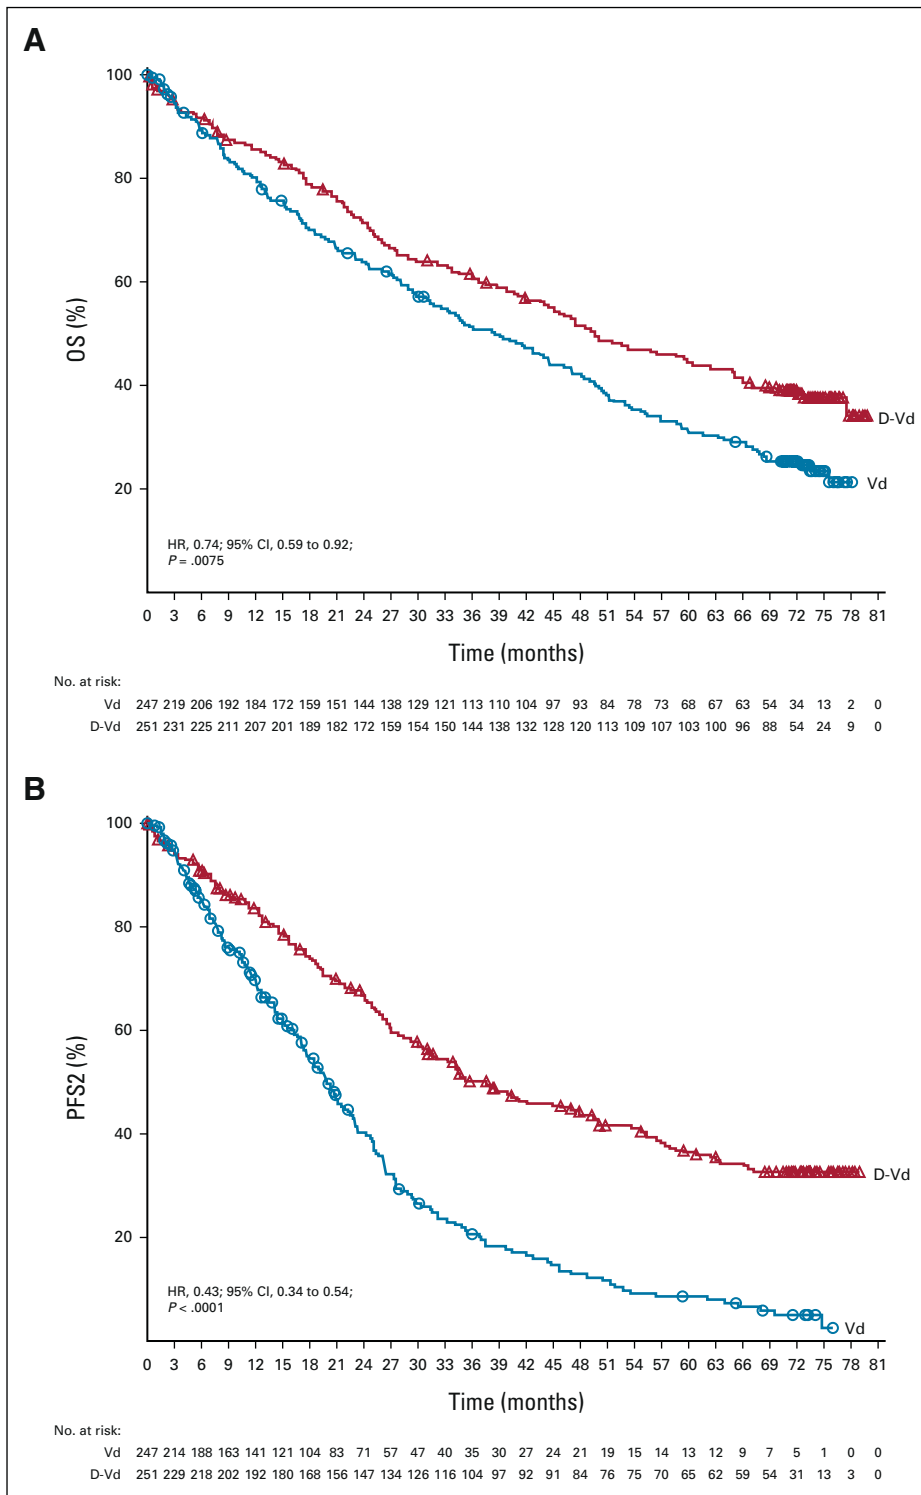 A
100
80
60
40
20
OS (%)
D-Vd
Vd
HR, 0.74; 95% CI, 0.59 to 0.92;
P = .0075
0 3 6 9 12 15 18 21 24 27 30 33 36 39 42 45 48 51 54 57 60 63 66 69 72 75 78 81
Time (months)
No. at risk:
Vd 247 219 206 192 184 172 159 151 144 138 129 121 113 110 104 97 93 84 78 73 68 67 63 54 34 13 2 0
D-Vd 251 231 225 211 207 201 189 182 172 159 154 150 144 138 132 128 120 113 109 107 103 100 96 88 54 24 9 0
B
100
80
60
40
20
PFS2 (%)
D-Vd
Vd
HR, 0.43; 95% CI, 0.34 to 0.54;
P < .0001
0 3 6 9 12 15 18 21 24 27 30 33 36 39 42 45 48 51 54 57 60 63 66 69 72 75 78 81
Time (months)
No. at risk:
Vd 247 214 188 163 141 121 104 83 71 57 47 40 35 30 27 24 21 19 15 14 13 12 9 7 5 1 0 0
D-Vd 251 229 218 202 192 180 168 156 147 134 126 116 104 97 92 91 84 76 75 70 65 62 59 54 31 13 3 0